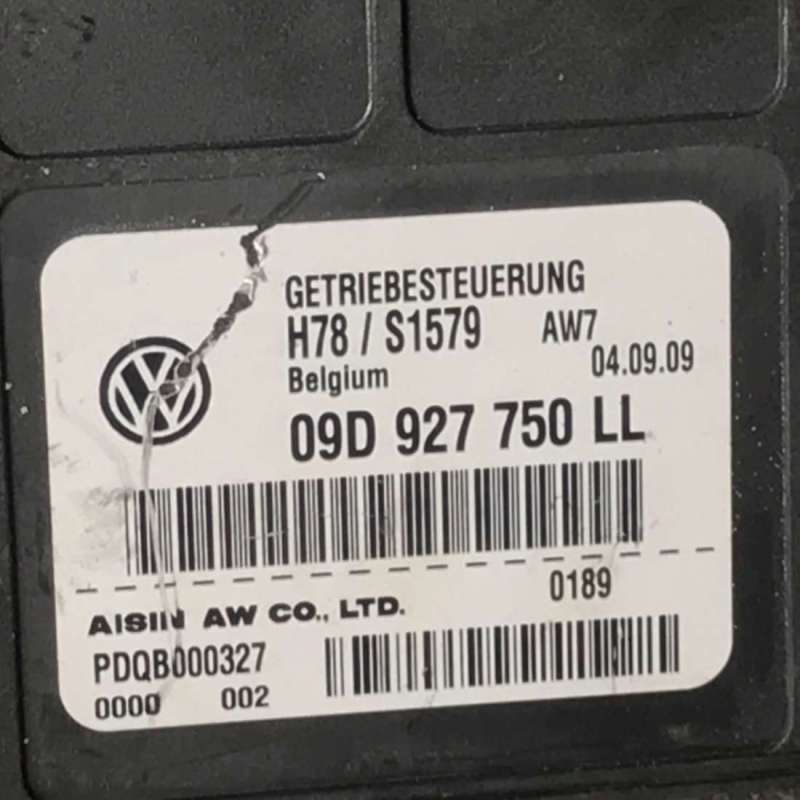 GETRIEBESTEUERUNG
H78 / S1579 AW7
Belgium 04.09.09
09D 927 750 LL
0189
AISIN AW CO., LTD.
PDQB000327
0000 002